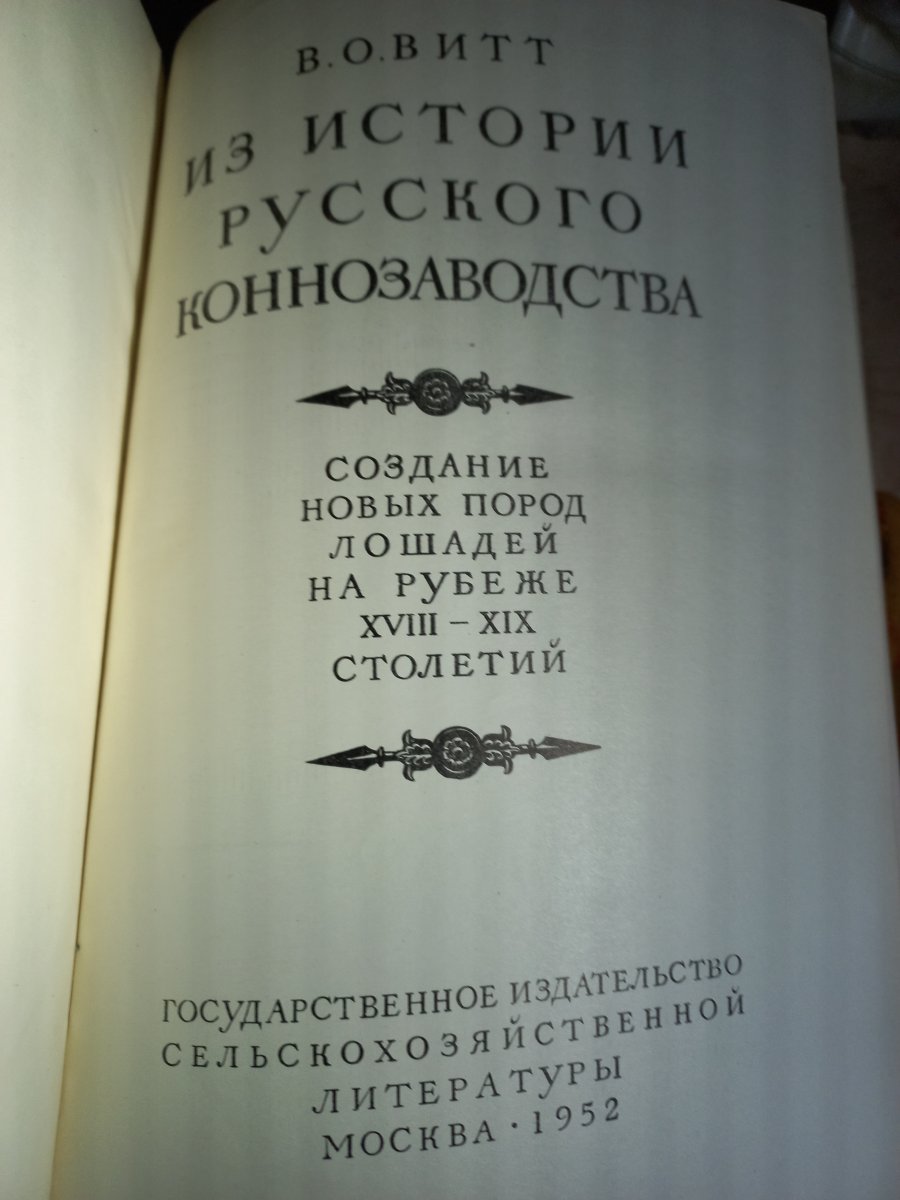 В. О. ВИТТ
ИЗ ИСТОРИИ
РУССКОГО
КОННОЗАВОДСТВА
СОЗДАНИЕ
НОВЫХ ПОРОД
ЛОШАДЕЙ
НА РУБЕЖЕ
XVIII – XIX
СТОЛЕТИЙ
ГОСУДАРСТВЕННОЕ ИЗДАТЕЛЬСТВО
СЕЛЬСКОХОЗЯЙСТВЕННОЙ
ЛИТЕРАТУРЫ
МОСКВА · 1952